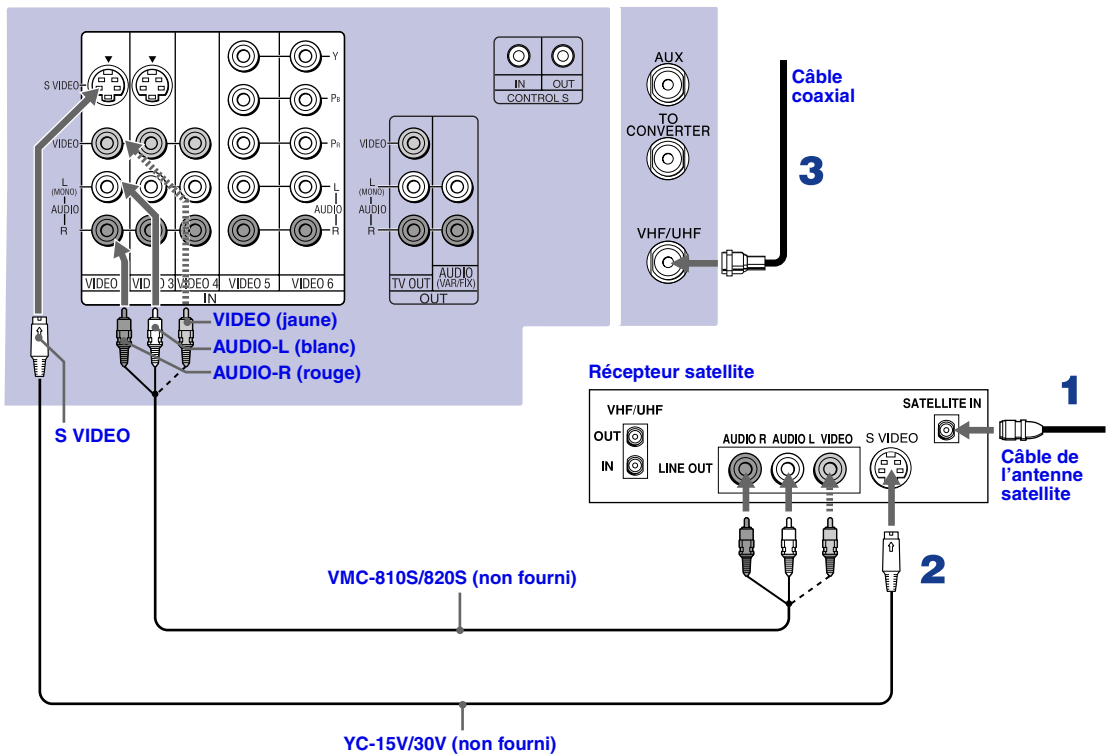 S VIDEO
VIDEO
L
(MONO)
AUDIO
R
Y
PB
PR
L
AUDIO
R
VIDEO
VIDEO 3
VIDEO 4
VIDEO 5
VIDEO 6
IN
IN
OUT
CONTROL S
VIDEO
L
(MONO)
AUDIO
R
TV OUT
AUDIO
(VAR/FIX)
OUT
AUX
TO
CONVERTER
VHF/UHF
Câble
coaxial
3
VIDEO (jaune)
AUDIO-L (blanc)
AUDIO-R (rouge)
S VIDEO
Récepteur satellite
VHF/UHF
OUT
IN
LINE OUT
AUDIO R
AUDIO L
VIDEO
S VIDEO
SATELLITE IN
1
Câble de
l’antenne
satellite
2
VMC-810S/820S (non fourni)
YC-15V/30V (non fourni)